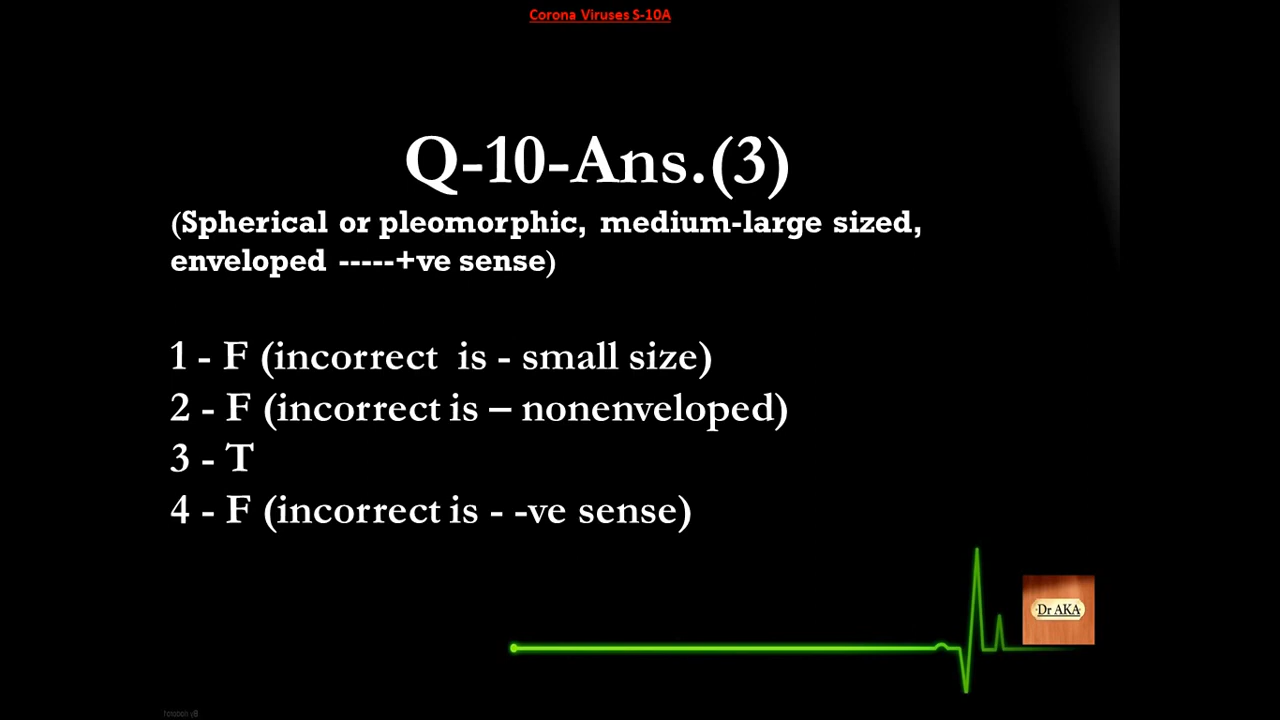 Corona Viruses S-10A
Q-10-Ans.(3)
(Spherical or pleomorphic, medium-large sized,
enveloped -----+ve sense)
1 - F (incorrect is - small size)
2 - F (incorrect is – nonenveloped)
3 - T
4 - F (incorrect is - -ve sense)
Dr AKA